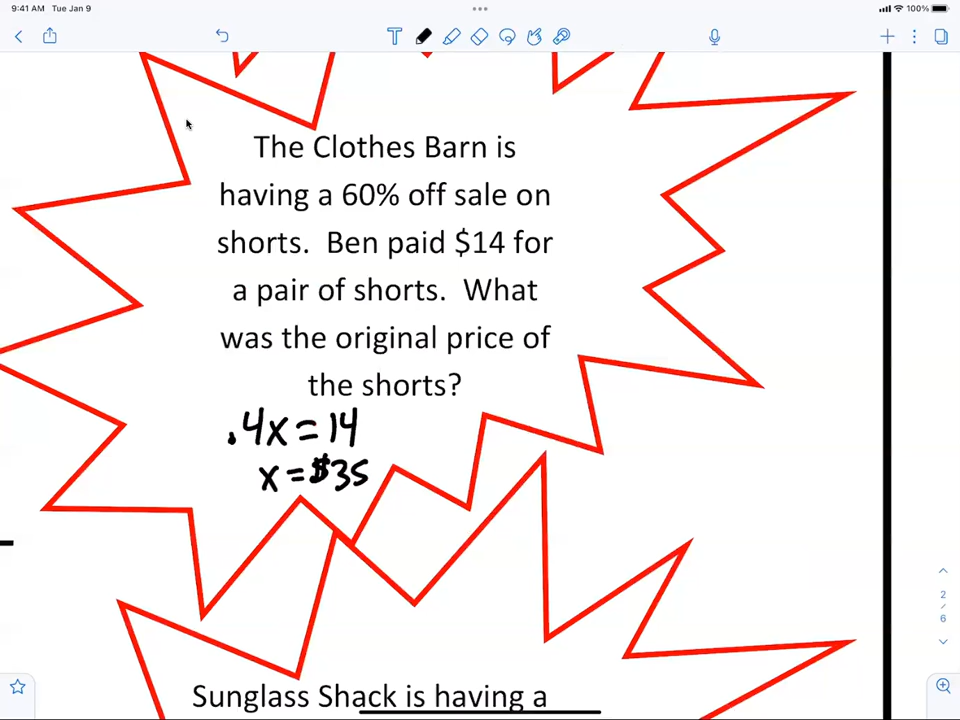 9:41 AM Tue Jan 9
100%
The Clothes Barn is
having a 60% off sale on
shorts. Ben paid $14 for
a pair of shorts. What
was the original price of
the shorts?
.4x = 14
x = $35
2
/
6
Sunglass Shack is having a